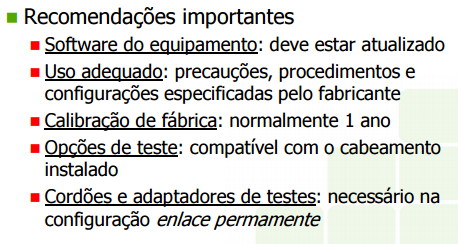 Recomendações importantes
Software do equipamento: deve estar atualizado
Uso adequado: precauções, procedimentos e
configurações especificadas pelo fabricante
Calibração de fábrica: normalmente 1 ano
Opções de teste: compatível com o cabeamento
instalado
Cordões e adaptadores de testes: necessário na
configuração enlace permamente